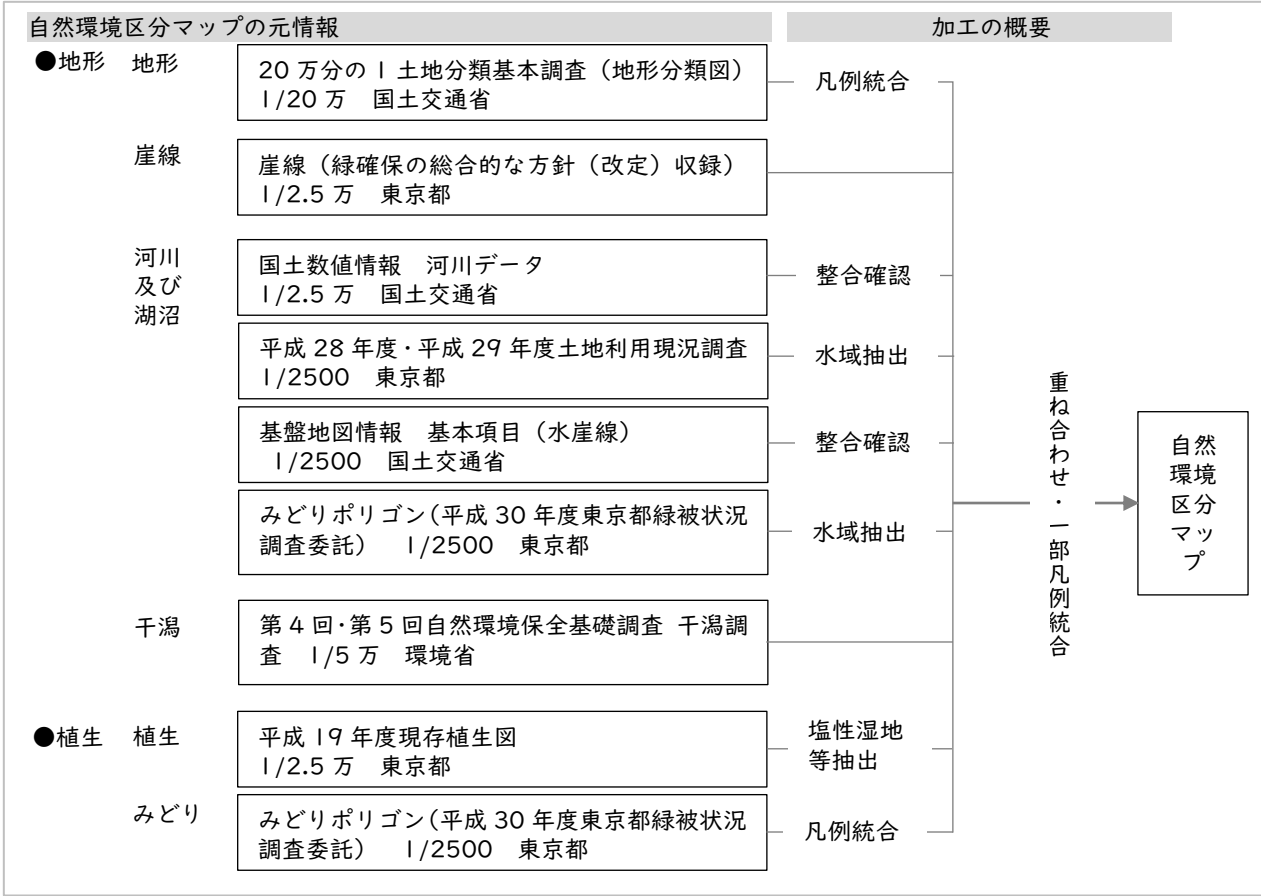 自然環境区分マップの元情報
加工の概要
●地形 地形
20万分の1土地分類基本調査（地形分類図）
1/20万 国土交通省
凡例統合
崖線
崖線（緑確保の総合的な方針（改定）収録）
1/2.5万 東京都
河川
及び
湖沼
国土数値情報 河川データ
1/2.5万 国土交通省
整合確認
平成28年度・平成29年度土地利用現況調査
1/2500 東京都
水域抽出
基盤地図情報 基本項目（水崖線）
1/2500 国土交通省
整合確認
みどりポリゴン（平成30年度東京都緑被状況
調査委託） 1/2500 東京都
水域抽出
干潟
第4回・第5回自然環境保全基礎調査 干潟調
査 1/5万 環境省
●植生 植生
平成19年度現存植生図
1/2.5万 東京都
塩性湿地
等抽出
みどり
みどりポリゴン（平成30年度東京都緑被状況
調査委託） 1/2500 東京都
凡例統合
重ね合わせ・一部凡例統合
自然
環境
区分
マッ
プ